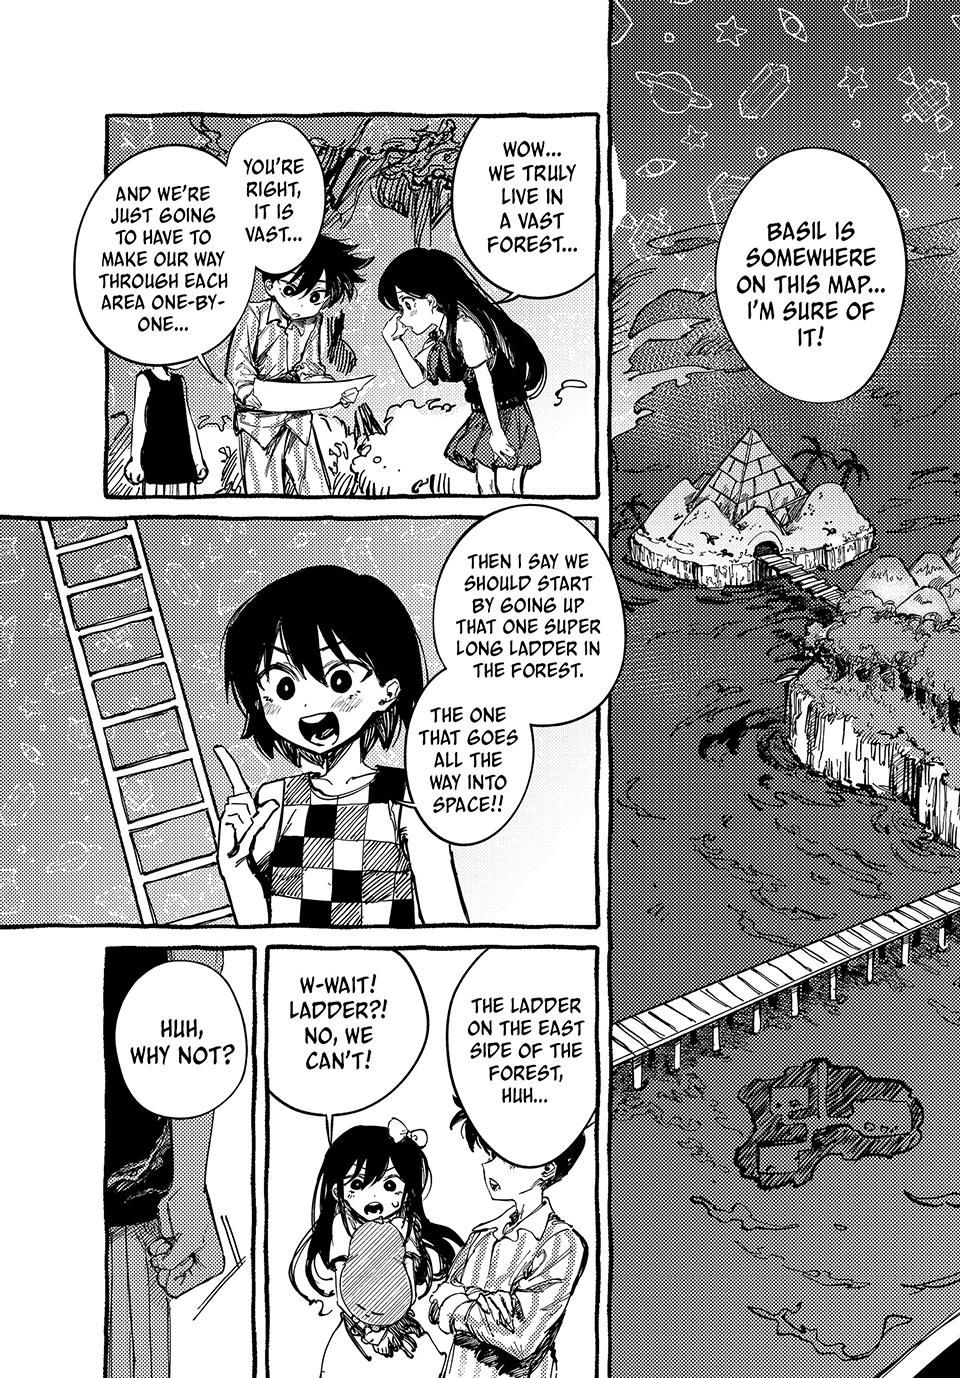 BASIL IS
SOMEWHERE
ON THIS MAP...
I'M SURE OF
IT!
WOW...
WE TRULY
LIVE IN
A VAST
FOREST...
YOU'RE
RIGHT,
IT IS
VAST...
AND WE'RE
JUST GOING
TO HAVE TO
MAKE OUR WAY
THROUGH EACH
AREA ONE-BY-
ONE...
THEN I SAY WE
SHOULD START
BY GOING UP
THAT ONE SUPER
LONG LADDER IN
THE FOREST.
THE ONE
THAT GOES
ALL THE
WAY INTO
SPACE!!
THE LADDER
ON THE EAST
SIDE OF THE
FOREST,
HUH...
W-WAIT!
LADDER?!
NO, WE
CAN'T!
HUH,
WHY NOT?